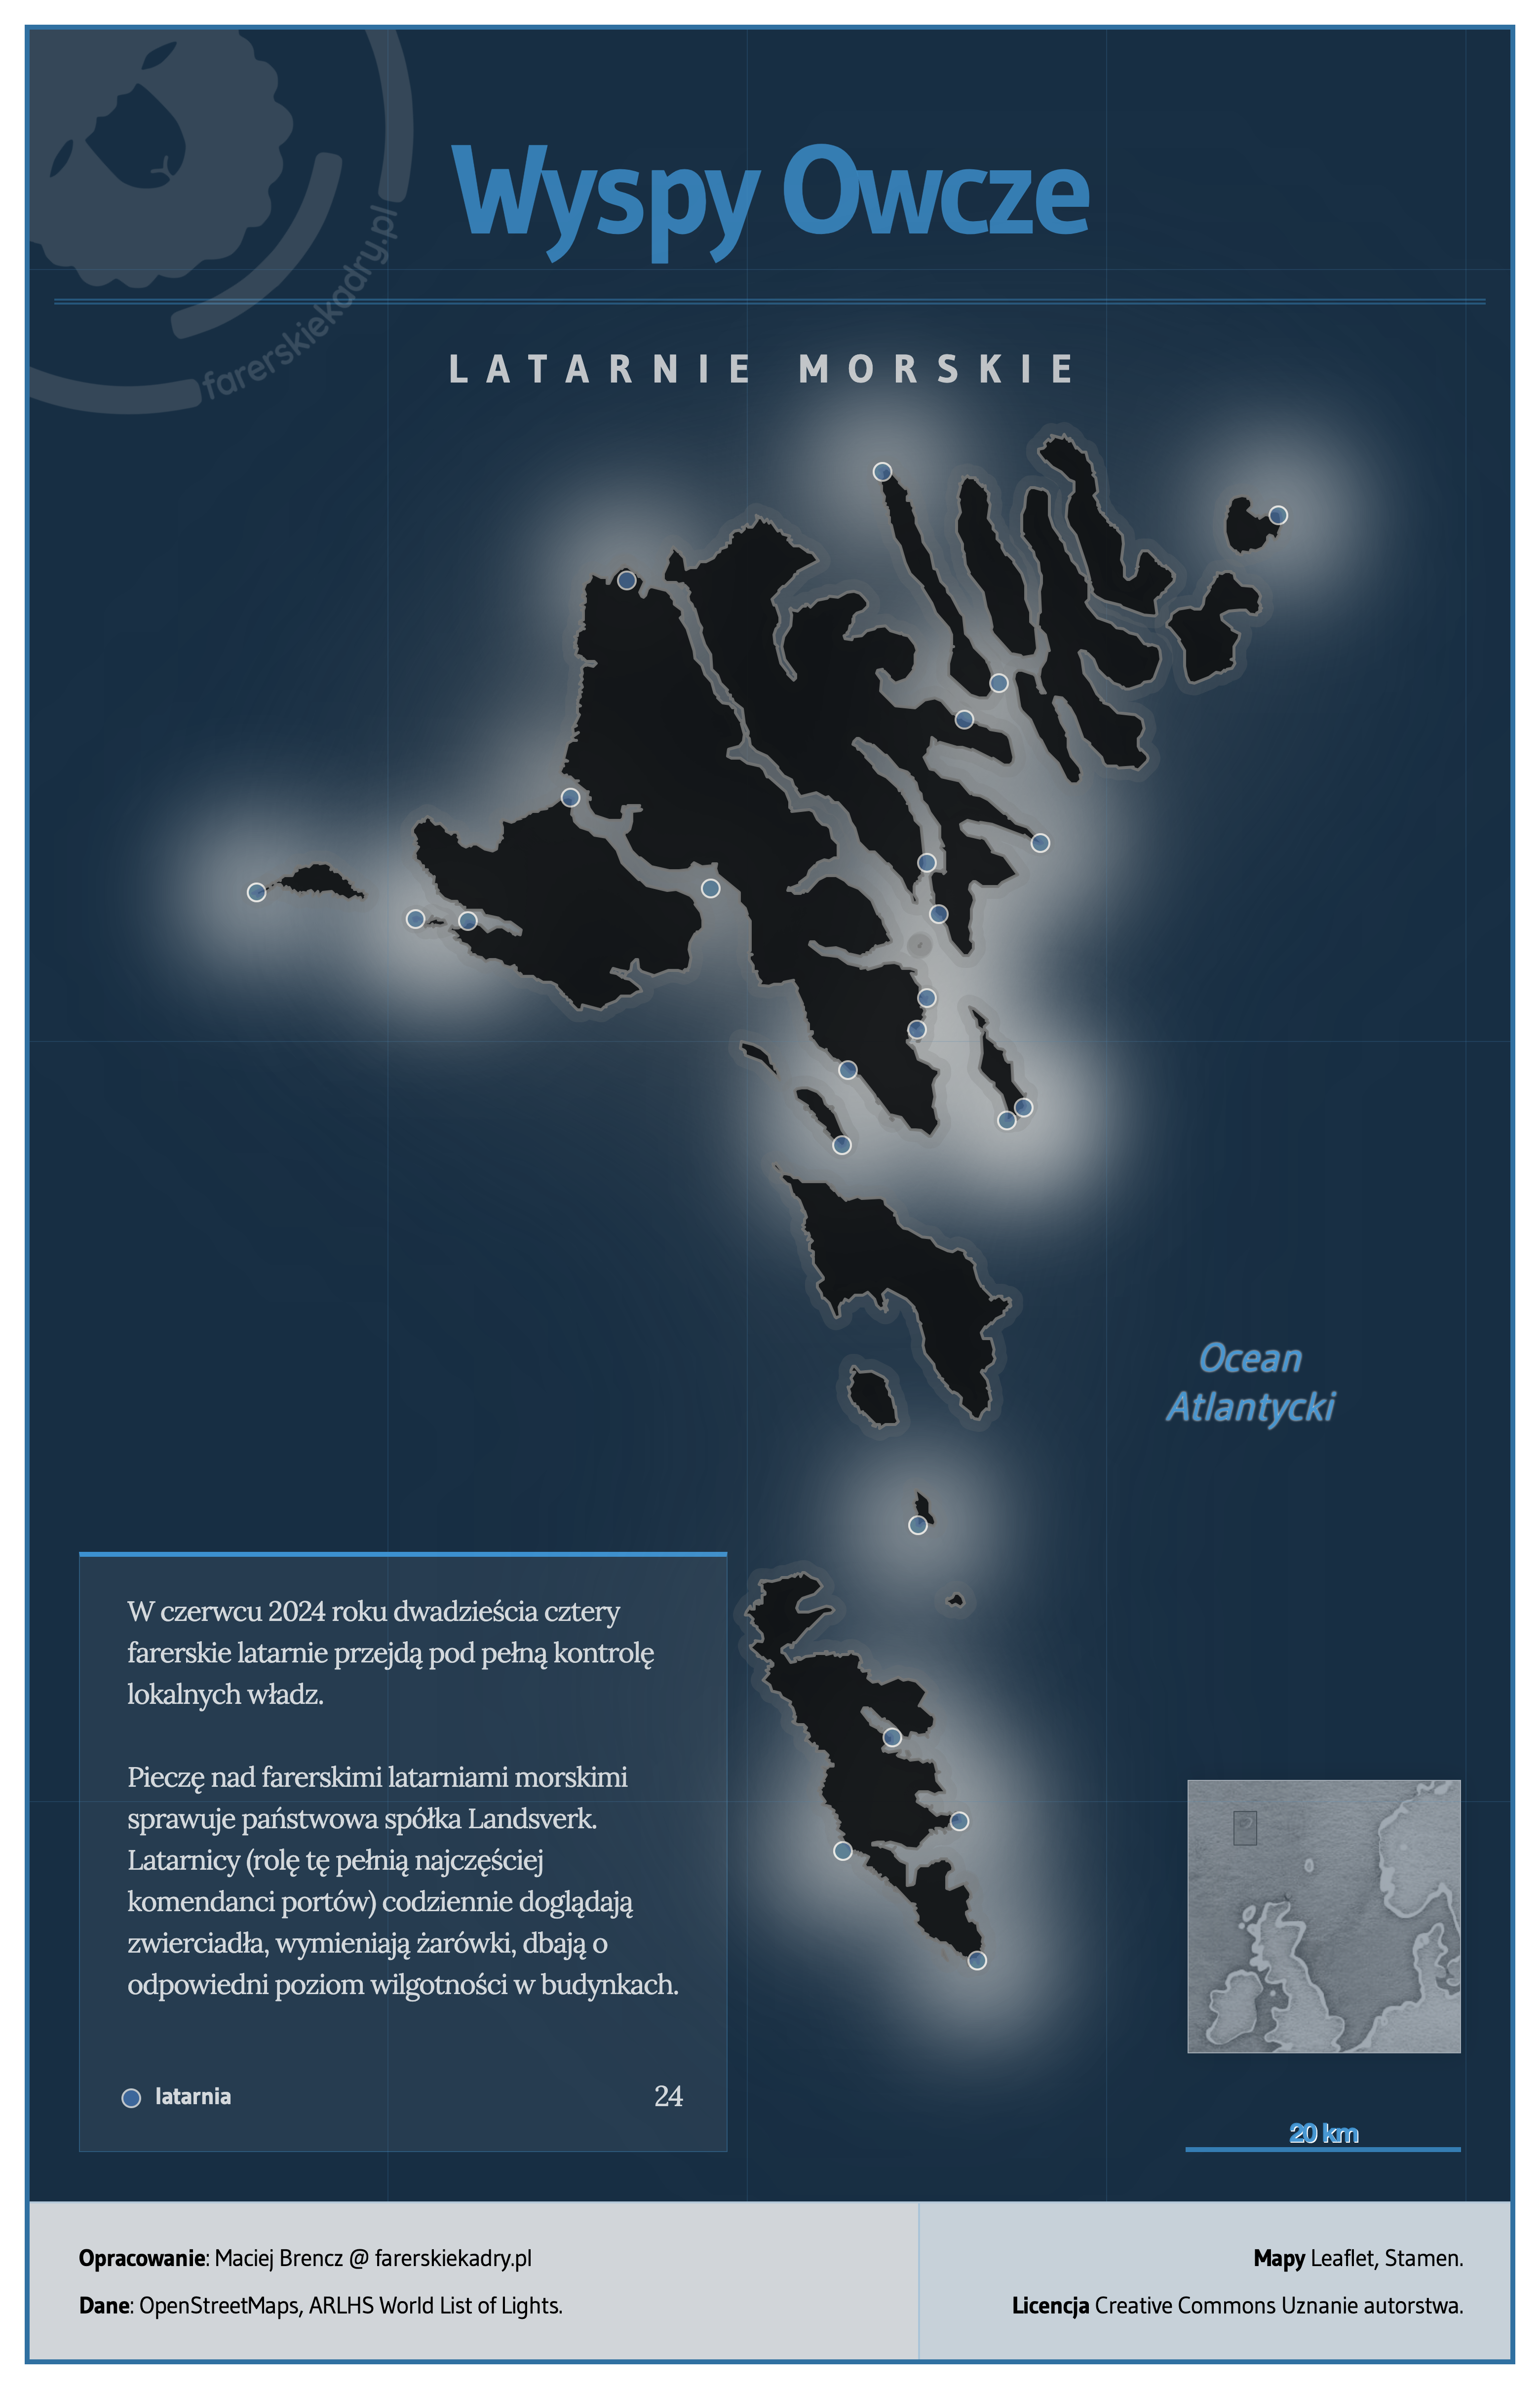 farerskiekadry.pl
Wyspy Owcze
LATARNIE MORSKIE
Ocean
Atlantycki
W czerwcu 2024 roku dwadzieścia cztery
farerskie latarnie przejdą pod pełną kontrolę
lokalnych władz.
Pieczę nad farerskimi latarniami morskimi
sprawuje państwowa spółka Landsverk.
Latarnicy (rolę tę pełnią najczęściej
komendanci portów) codziennie doglądają
zwierciadła, wymieniają żarówki, dbają o
odpowiedni poziom wilgotności w budynkach.
latarnia 24
20 km
Opracowanie: Maciej Brencz @ farerskiekadry.pl
Dane: OpenStreetMaps, ARLHS World List of Lights.
Mapy Leaflet, Stamen.
Licencja Creative Commons Uznanie autorstwa.